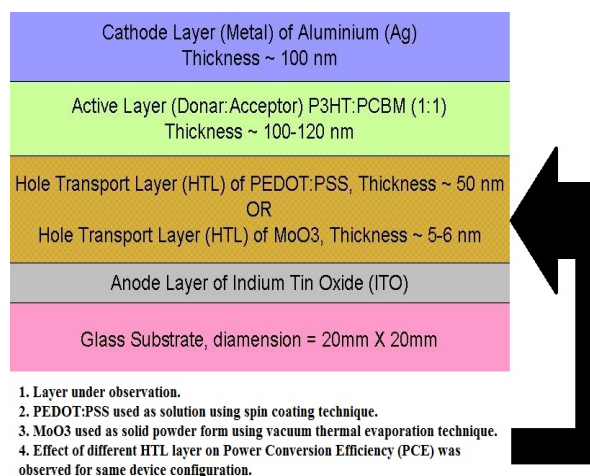 Cathode Layer (Metal) of Aluminium (Ag)
Thickness ~ 100 nm
Active Layer (Donar:Acceptor) P3HT:PCBM (1:1)
Thickness ~ 100-120 nm
Hole Transport Layer (HTL) of PEDOT:PSS, Thickness ~ 50 nm
OR
Hole Transport Layer (HTL) of MoO3, Thickness ~ 5-6 nm
Anode Layer of Indium Tin Oxide (ITO)
Glass Substrate, diamension = 20mm X 20mm
1. Layer under observation.
2. PEDOT:PSS used as solution using spin coating technique.
3. MoO3 used as solid powder form using vacuum thermal evaporation technique.
4. Effect of different HTL layer on Power Conversion Efficiency (PCE) was
observed for same device configuration.